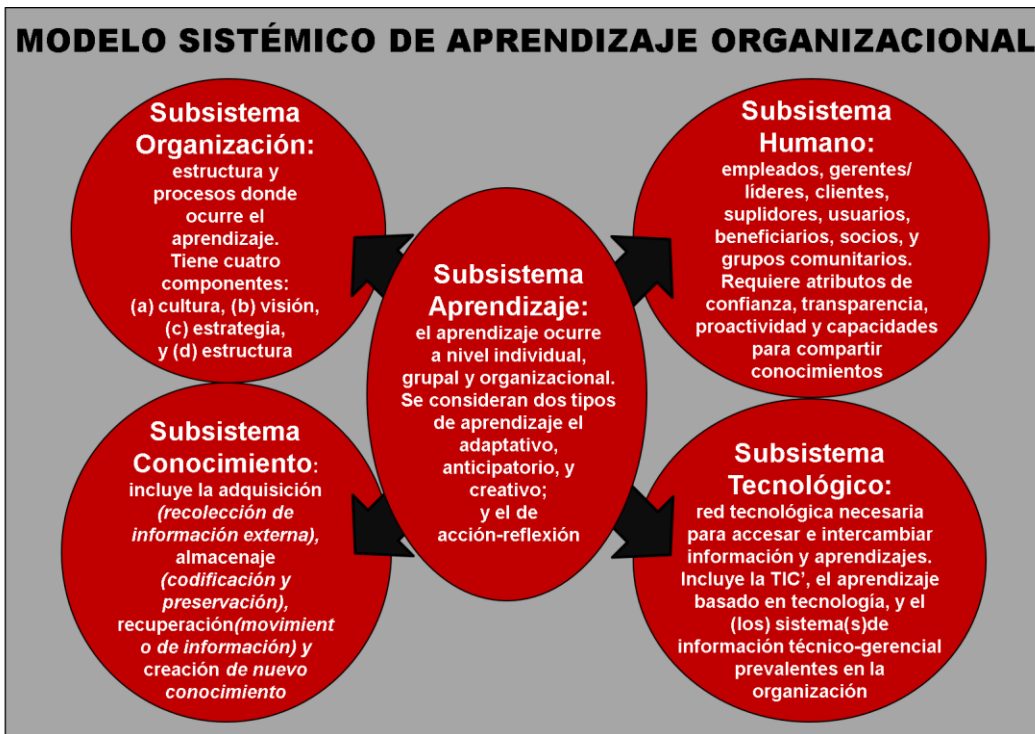 MODELO SISTÉMICO DE APRENDIZAJE ORGANIZACIONAL
Subsistema
Organización:
estructura y
procesos donde
ocurre el
aprendizaje.
Tiene cuatro
componentes:
(a) cultura, (b) visión,
(c) estrategia,
y (d) estructura
Subsistema
Humano:
empleados, gerentes/
líderes, clientes,
suplidores, usuarios,
beneficiarios, socios, y
grupos comunitarios.
Requiere atributos de
confianza, transparencia,
proactividad y capacidades
para compartir
conocimientos
Subsistema
Aprendizaje:
el aprendizaje ocurre
a nivel individual,
grupal y organizacional.
Se consideran dos tipos
de aprendizaje el
adaptativo,
anticipatorio, y
creativo;
y el de
acción-reflexión
Subsistema
Conocimiento:
incluye la adquisición
(recolección de
información externa),
almacenaje
(codificación y
preservación),
recuperación(movimient
o de información) y
creación de nuevo
conocimiento
Subsistema
Tecnológico:
red tecnológica necesaria
para accesar e intercambiar
información y aprendizajes.
Incluye la TIC’, el aprendizaje
basado en tecnología, y el
(los) sistema(s)de
información técnico-gerencial
prevalentes en la
organización